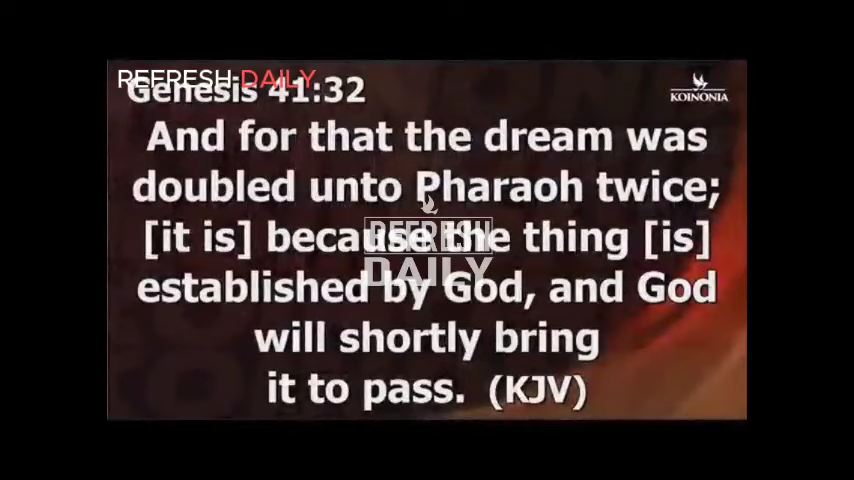 REFRESH DAILY
Genesis 41:32
KOINONIA
And for that the dream was
doubled unto Pharaoh twice;
[it is] because the thing [is]
REFRESH
DAILY
established by God, and God
will shortly bring
it to pass. (KJV)